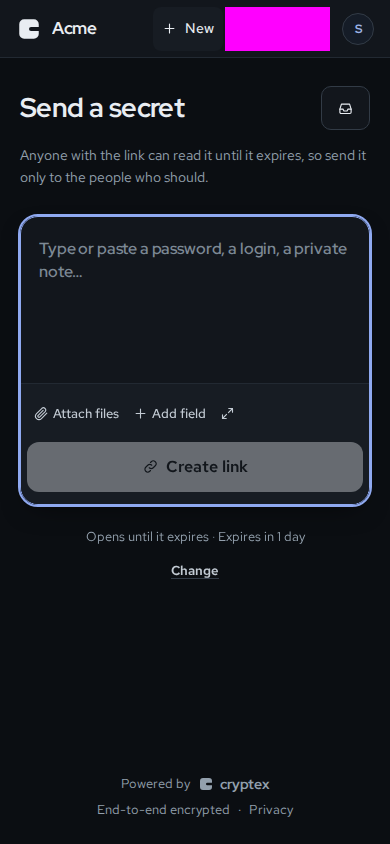 Acme
New
S
Send a secret
Anyone with the link can read it until it expires, so send it
only to the people who should.
Type or paste a password, a login, a private
note...
Attach files
Add field
Create link
Opens until it expires · Expires in 1 day
Change
Powered by cryptex
End-to-end encrypted · Privacy